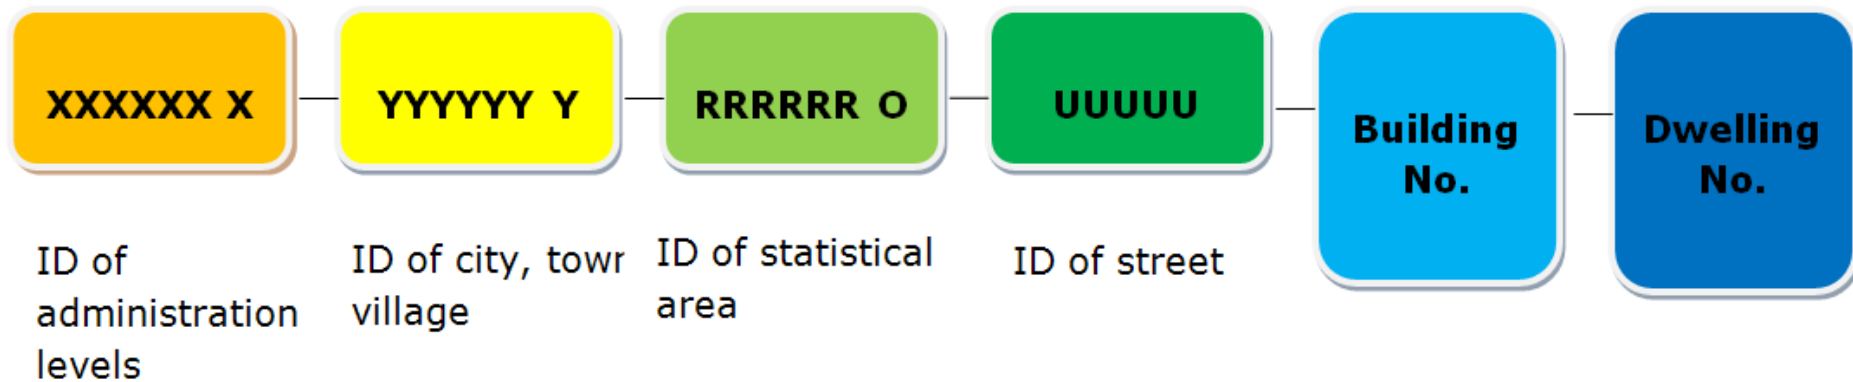 XXXXXX X
YYYYYY Y
RRRRRR O
UUUUU
Building
No.
Dwelling
No.
ID of
administration
levels
ID of city, town
village
ID of statistical
area
ID of street